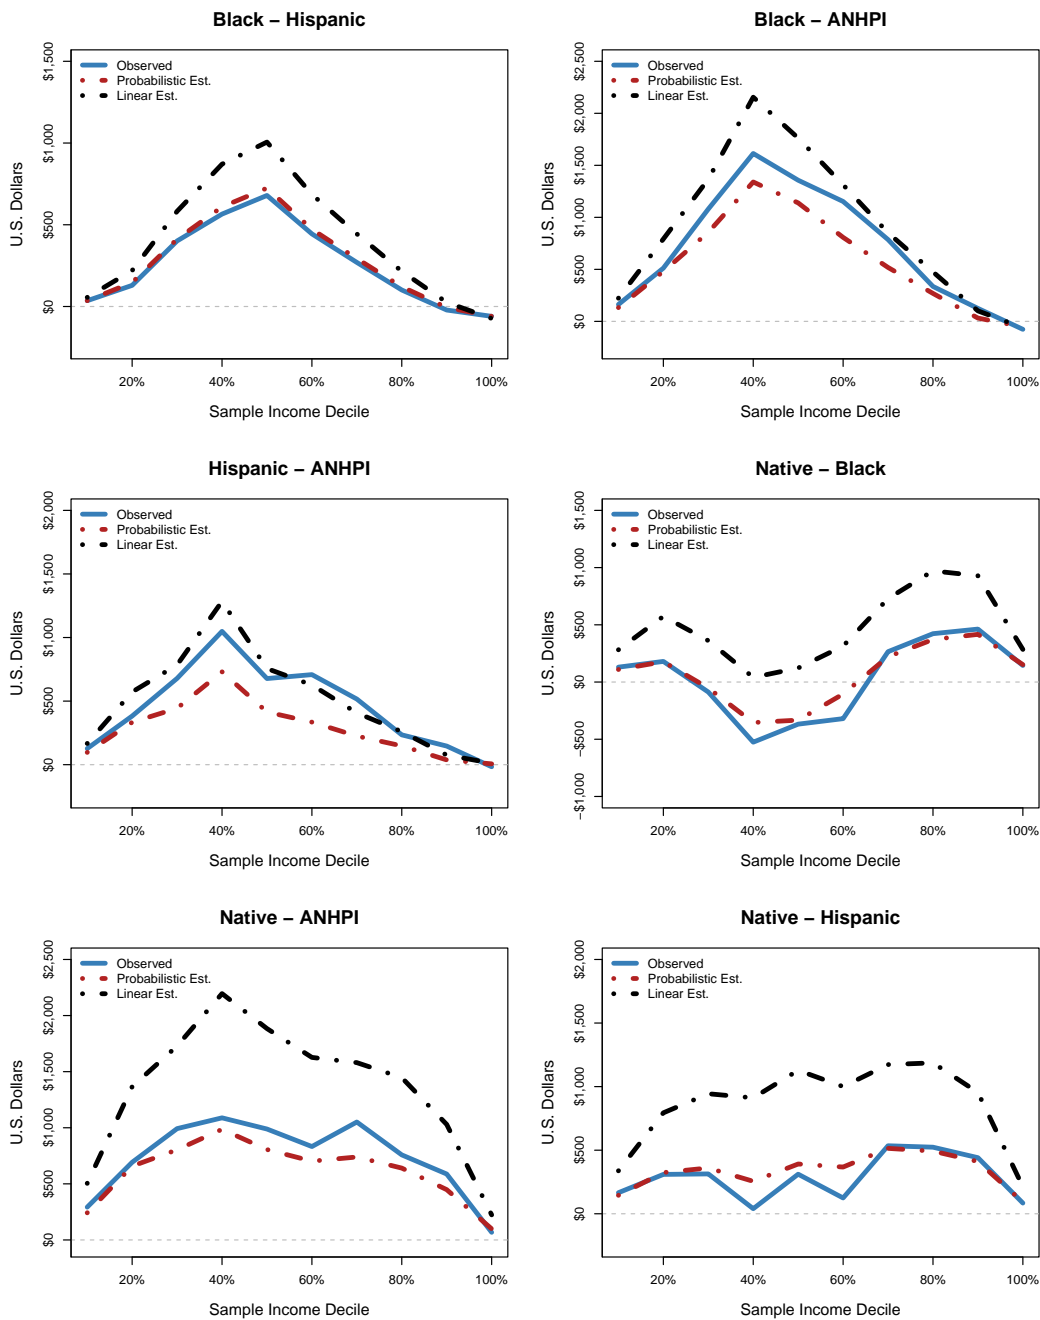 Black – Hispanic
U.S. Dollars
$1,500
$1,000
$500
$0
Observed
Probabilistic Est.
Linear Est.
20% 40% 60% 80% 100%
Sample Income Decile
Black – ANHPI
U.S. Dollars
$2,500
$2,000
$1,500
$1,000
$500
$0
Observed
Probabilistic Est.
Linear Est.
20% 40% 60% 80% 100%
Sample Income Decile
Hispanic – ANHPI
U.S. Dollars
$2,000
$1,500
$1,000
$500
$0
Observed
Probabilistic Est.
Linear Est.
20% 40% 60% 80% 100%
Sample Income Decile
Native – Black
U.S. Dollars
$1,500
$1,000
$500
$0
−$500
−$1,000
Observed
Probabilistic Est.
Linear Est.
20% 40% 60% 80% 100%
Sample Income Decile
Native – ANHPI
U.S. Dollars
$2,500
$2,000
$1,500
$1,000
$500
$0
Observed
Probabilistic Est.
Linear Est.
20% 40% 60% 80% 100%
Sample Income Decile
Native – Hispanic
U.S. Dollars
$2,000
$1,500
$1,000
$500
$0
Observed
Probabilistic Est.
Linear Est.
20% 40% 60% 80% 100%
Sample Income Decile